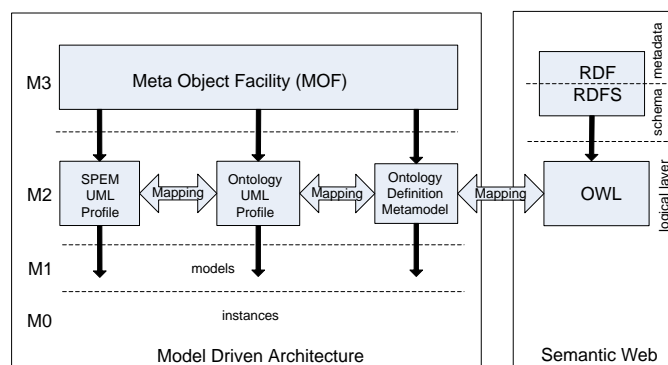 M3
Meta Object Facility (MOF)
RDF
RDFS
metadata
schema
M2
SPEM
UML
Profile
Mapping
Ontology
UML
Profile
Mapping
Ontology
Definition
Metamodel
Mapping
OWL
logical layer
M1
models
M0
instances
Model Driven Architecture
Semantic Web